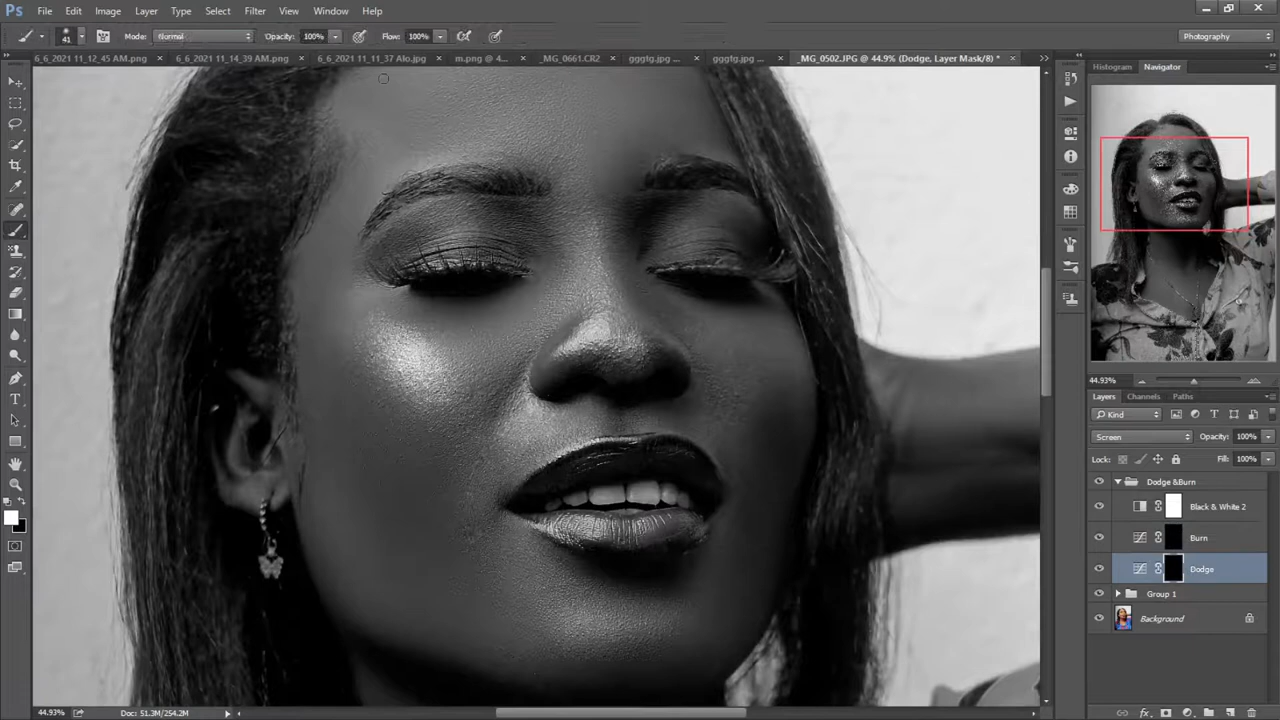 Ps File Edit Image Layer Type Select Filter View Window Help
41 Mode: Normal Opacity: 100% Flow: 100% Photography
6_6_2021 11_12_45 AM.png × 6_6_2021 11_14_39 AM.png × 6_6_2021 11_11_37 Alo.jpg × m.png @ 4... × _MG_0661.CR2 × gggfg.jpg ... × gggfg.jpg ... × _MG_0502.JPG @ 44.9% (Dodge, Layer Mask/8) * ×
Histogram Navigator
44.93%
Layers Channels Paths
Kind
Screen Opacity: 100%
Lock: Fill: 100%
Dodge &Burn
Black & White 2
Burn
Dodge
Group 1
Background
44.93% Doc: 51.3M/254.2M